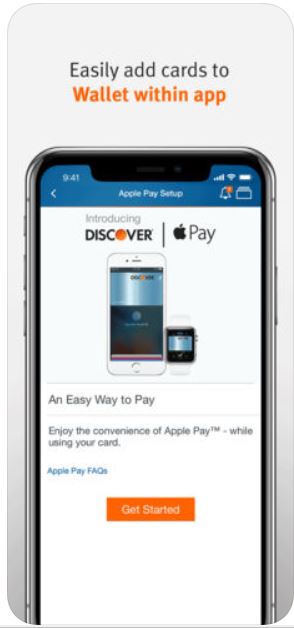 Easily add cards to
Wallet within app
9:41
Apple Pay Setup
Introducing
DISCOVER Pay
DISCOVER
An Easy Way to Pay
Enjoy the convenience of Apple Pay™ - while
using your card.
Apple Pay FAQs
Get Started